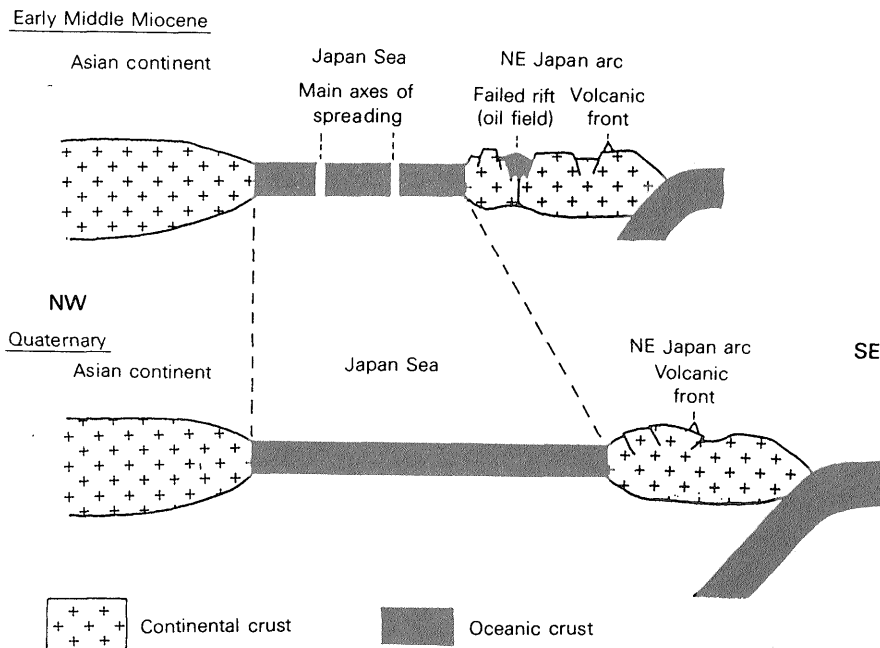 Early Middle Miocene
Asian continent
Japan Sea
NE Japan arc
Main axes of
spreading
Failed rift
(oil field)
Volcanic
front
NW
Quaternary
SE
Asian continent
Japan Sea
NE Japan arc
Volcanic
front
Continental crust
Oceanic crust